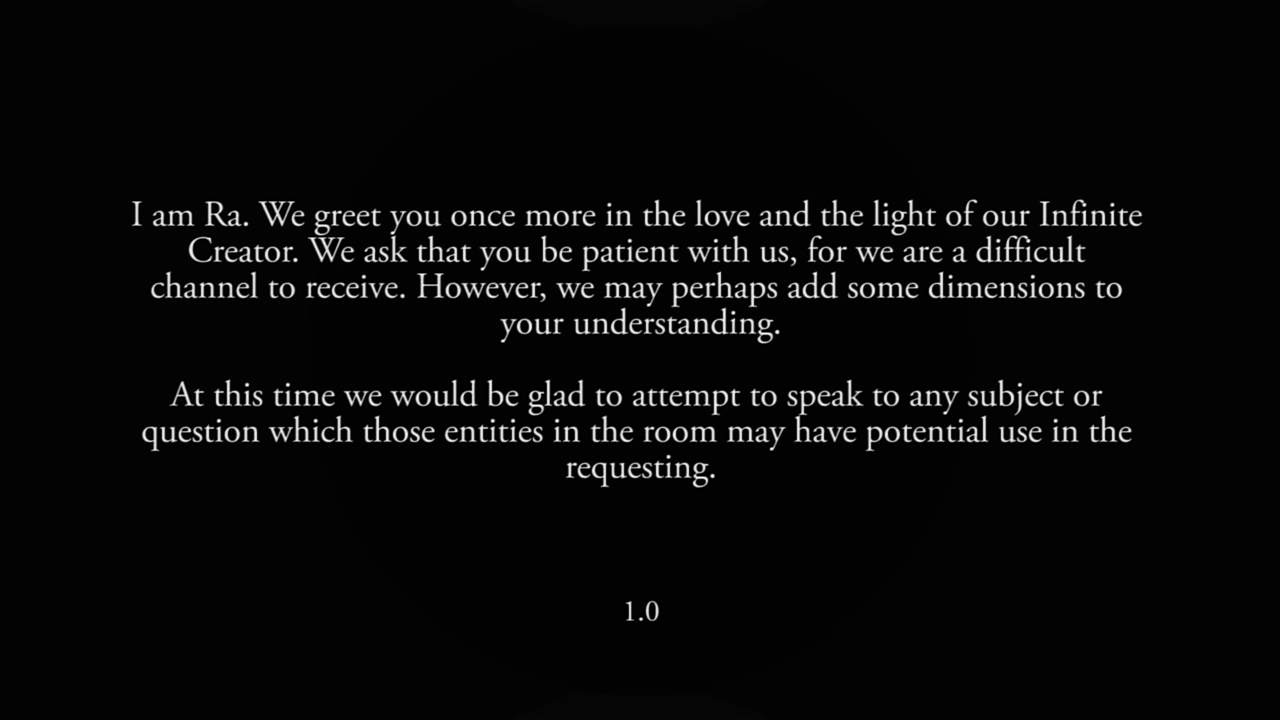 I am Ra. We greet you once more in the love and the light of our Infinite
Creator. We ask that you be patient with us, for we are a difficult
channel to receive. However, we may perhaps add some dimensions to
your understanding.
At this time we would be glad to attempt to speak to any subject or
question which those entities in the room may have potential use in the
requesting.
1.0